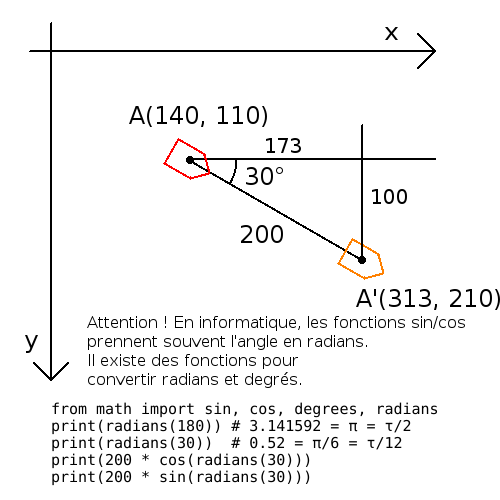 x
A(140, 110)
173
30°
100
200
A'(313, 210)
Attention ! En informatique, les fonctions sin/cos
prennent souvent l'angle en radians.
y
Il existe des fonctions pour
convertir radians et degrés.
from math import sin, cos, degrees, radians
print(radians(180)) # 3.141592 = π = τ/2
print(radians(30))  # 0.52 = π/6 = τ/12
print(200 * cos(radians(30)))
print(200 * sin(radians(30)))